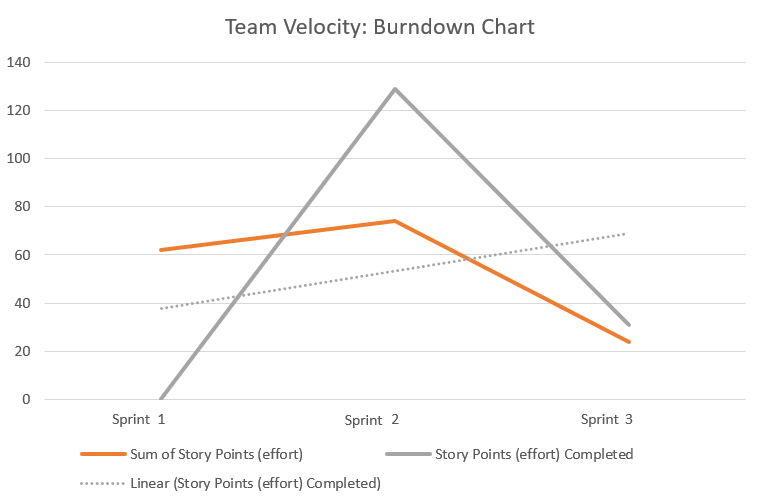 Team Velocity: Burndown Chart
140
120
100
80
60
40
20
0
Sprint 1 Sprint 2 Sprint 3
Sum of Story Points (effort) Story Points (effort) Completed
Linear (Story Points (effort) Completed)